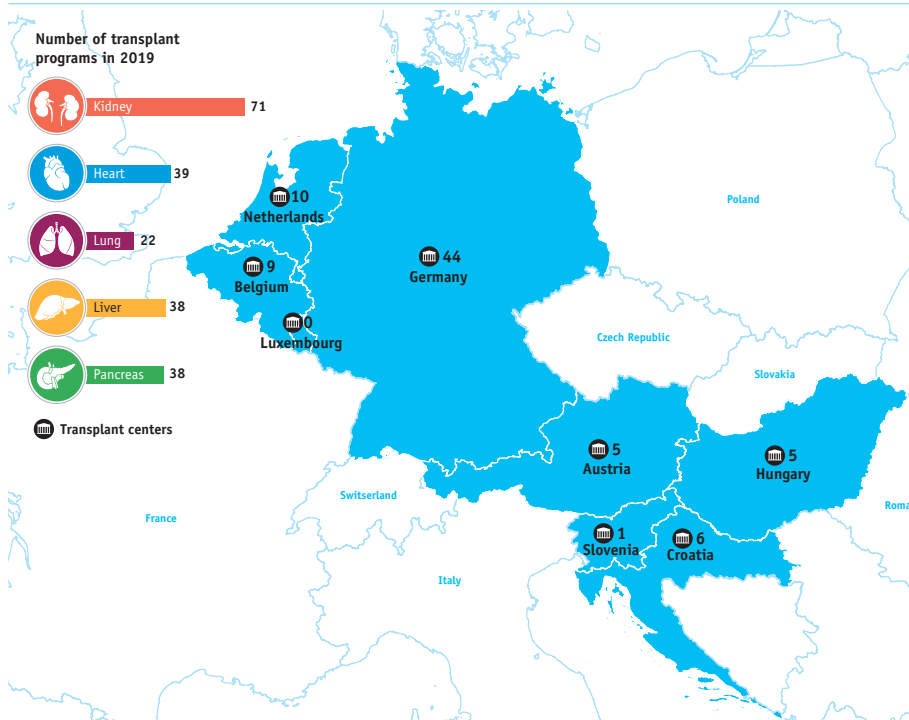 Number of transplant
programs in 2019
Kidney 71
Heart 39
Lung 22
Liver 38
Pancreas 38
Transplant centers
10
Netherlands
9
Belgium
0
Luxembourg
44
Germany
5
Austria
5
Hungary
1
Slovenia
6
Croatia
Poland
Czech Republic
Slovakia
Switserland
France
Italy
Roma